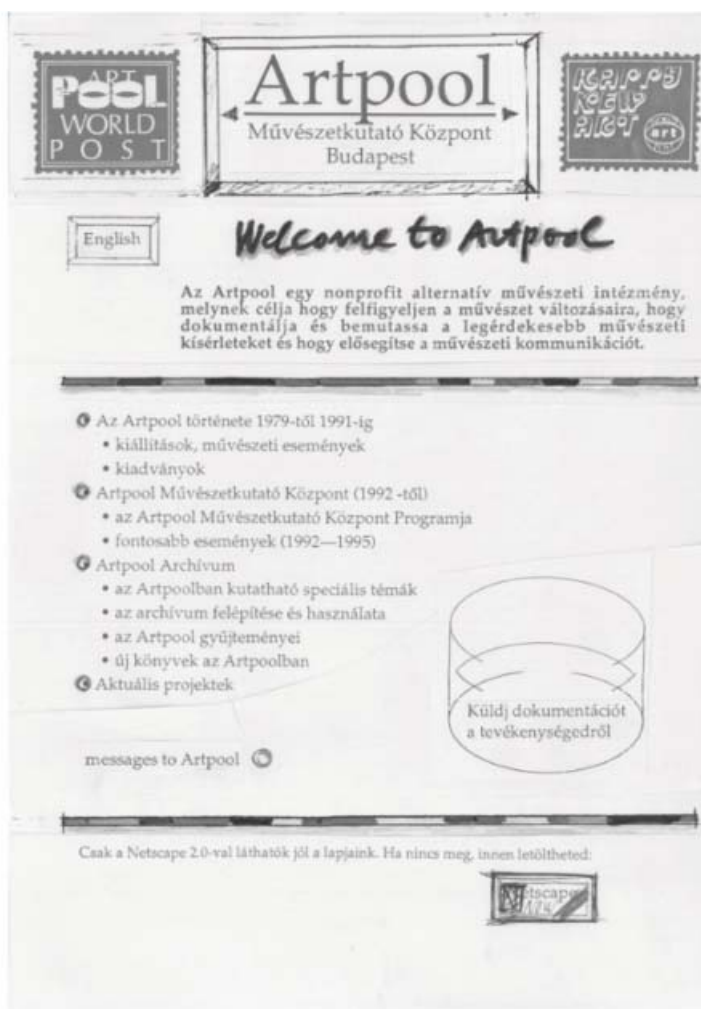 ART
POOL
WORLD
POST
Artpool
Művészetkutató Központ
Budapest
KAPPY
NEW
ART
art
English
Welcome to Artpool
Az Artpool egy nonprofit alternatív művészeti intézmény,
melynek célja hogy felfigyeljen a művészet változásaira, hogy
dokumentálja és bemutassa a legérdekesebb művészeti
kísérleteket és hogy elősegítse a művészeti kommunikációt.
Az Artpool története 1979-től 1991-ig
• kiállítások, művészeti események
• kiadványok
Artpool Művészetkutató Központ (1992 -től)
• az Artpool Művészetkutató Központ Programja
• fontosabb események (1992—1995)
Artpool Archívum
• az Artpoolban kutatható speciális témák
• az archívum felépítése és használata
• az Artpool gyűjteményei
• új könyvek az Artpoolban
Aktuális projektek
Küldj dokumentációt
a tevékenységedről
messages to Artpool
Csak a Netscape 2.0-val láthatók jól a lapjaink. Ha nincs meg, innen letöltheted:
Netscape